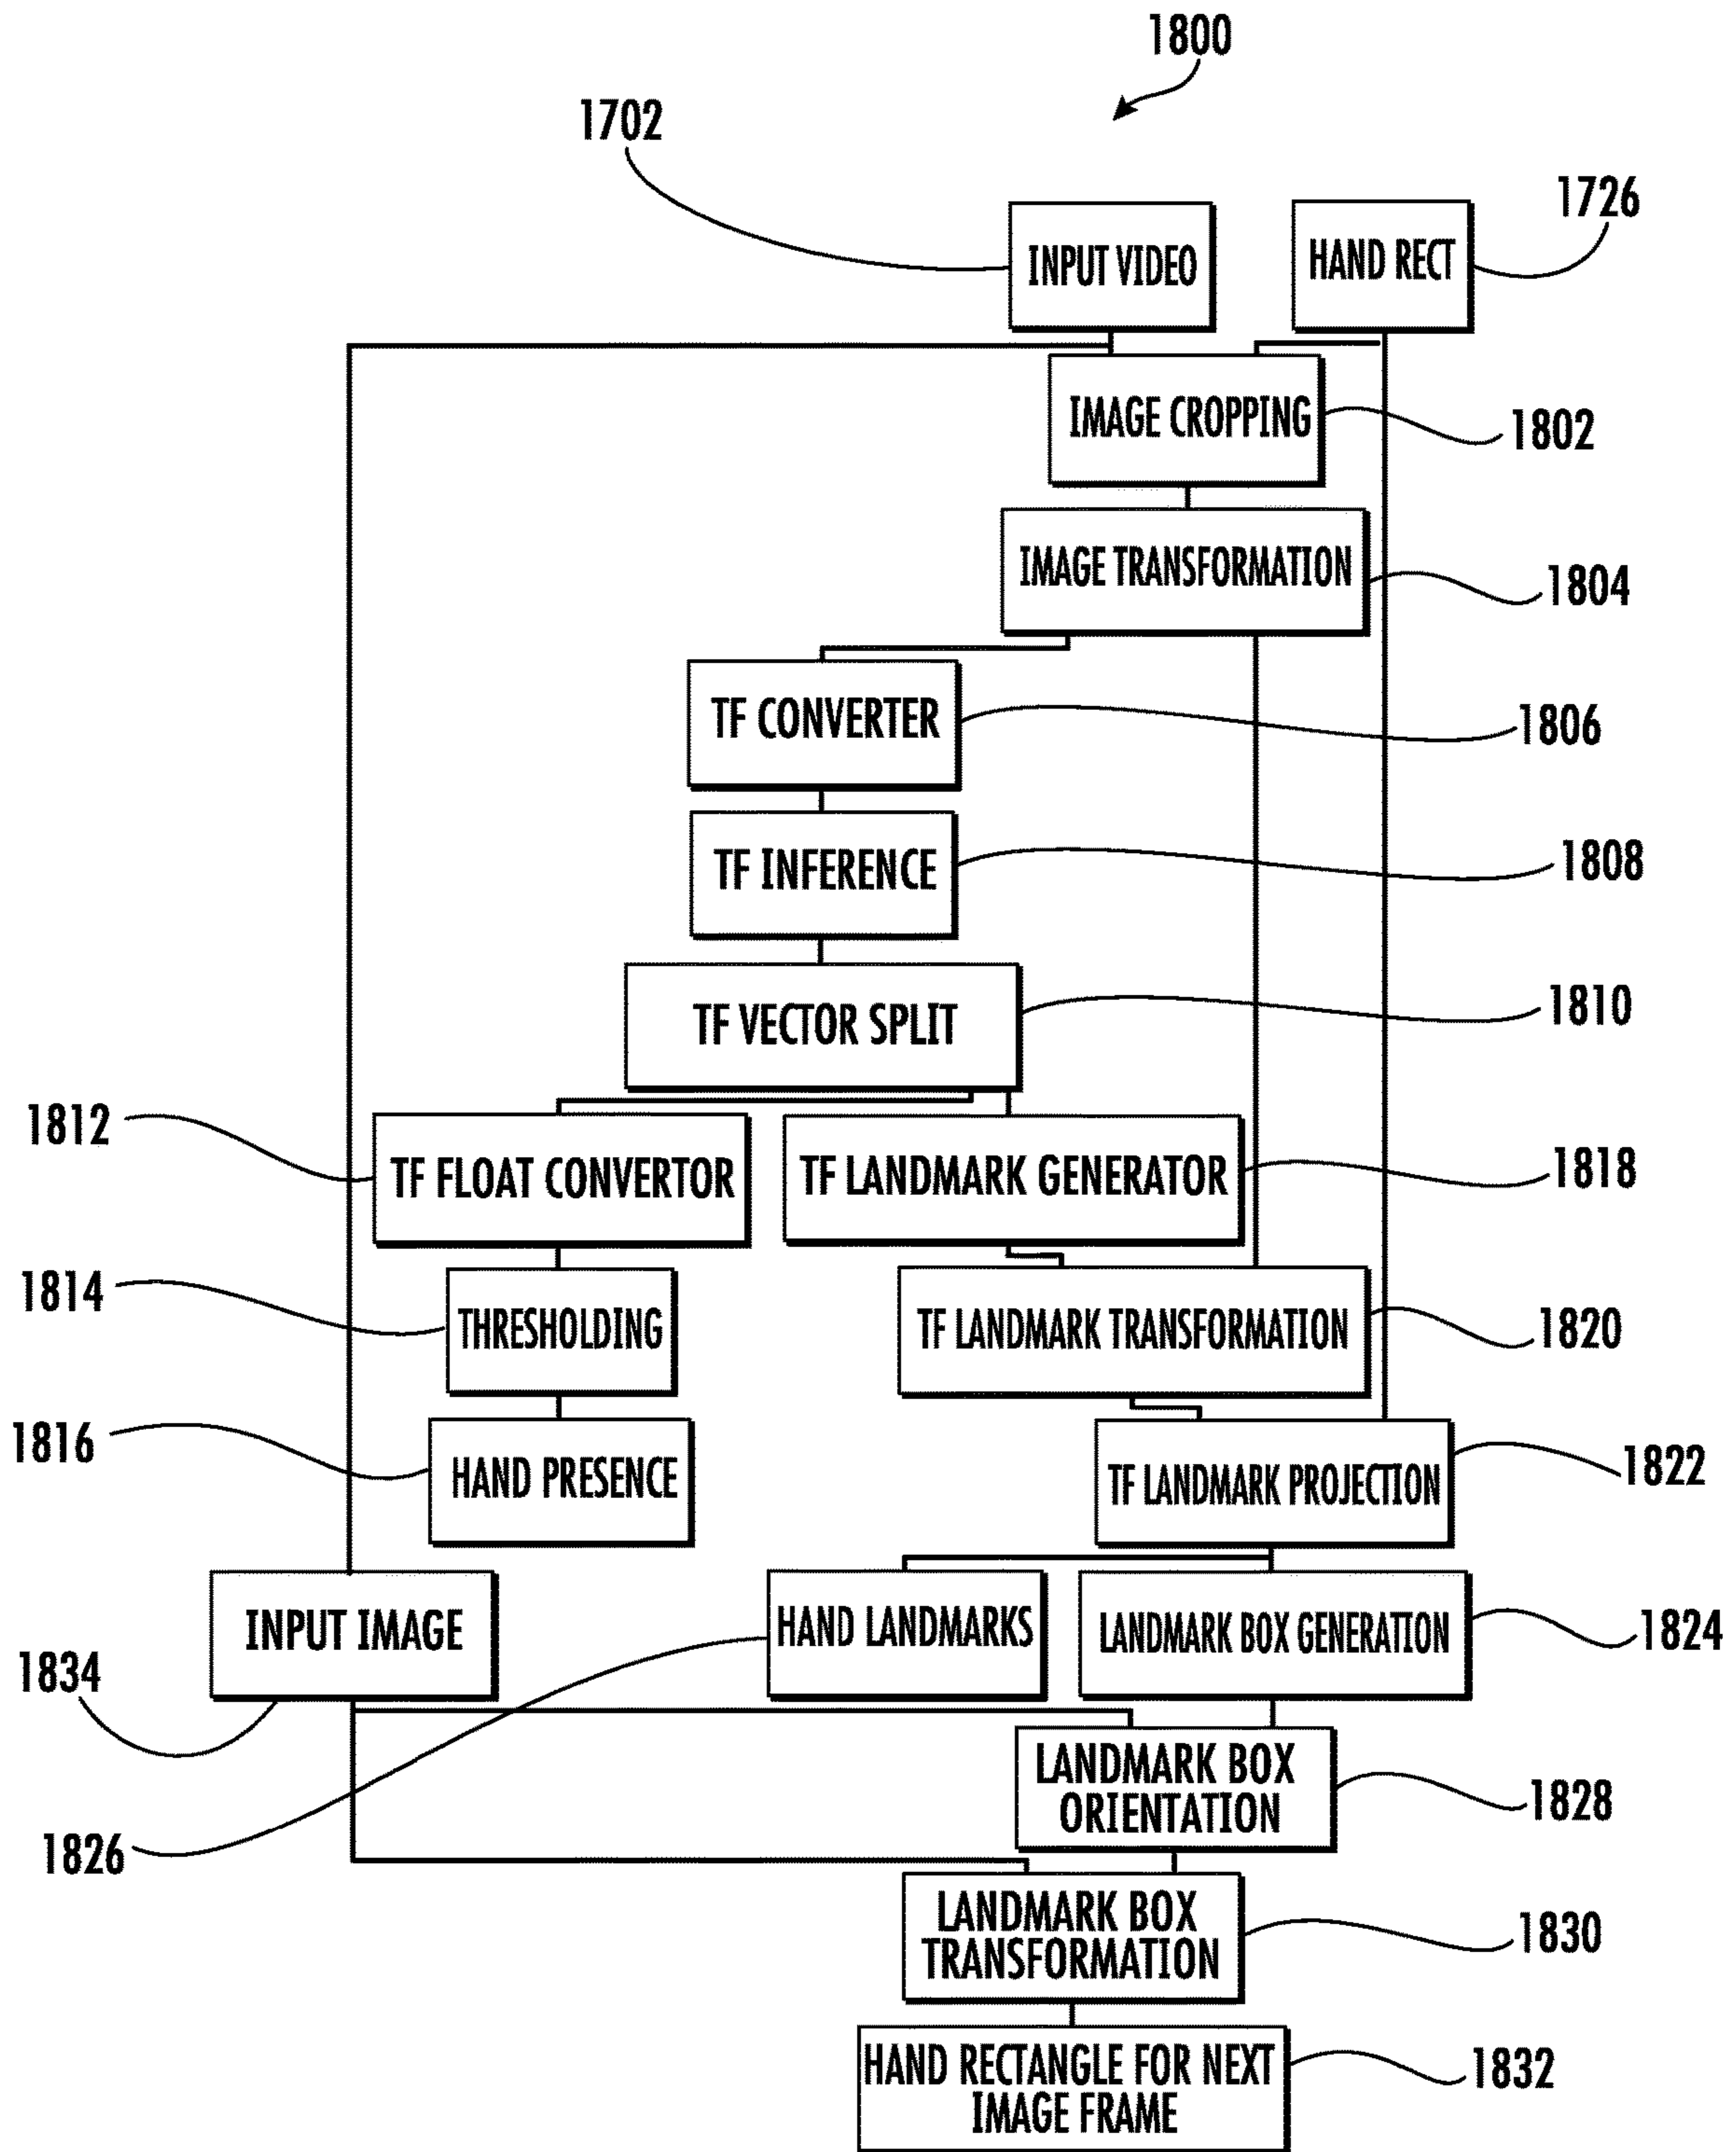 1800
1702
1726
INPUT VIDEO
HAND RECT
IMAGE CROPPING
1802
IMAGE TRANSFORMATION
1804
TF CONVERTER
1806
TF INFERENCE
1808
TF VECTOR SPLIT
1810
1812
TF FLOAT CONVERTOR
TF LANDMARK GENERATOR
1818
1814
THRESHOLDING
TF LANDMARK TRANSFORMATION
1820
1816
HAND PRESENCE
TF LANDMARK PROJECTION
1822
INPUT IMAGE
HAND LANDMARKS
LANDMARK BOX GENERATION
1824
1834
LANDMARK BOX
ORIENTATION
1828
1826
LANDMARK BOX
TRANSFORMATION
1830
HAND RECTANGLE FOR NEXT
IMAGE FRAME
1832